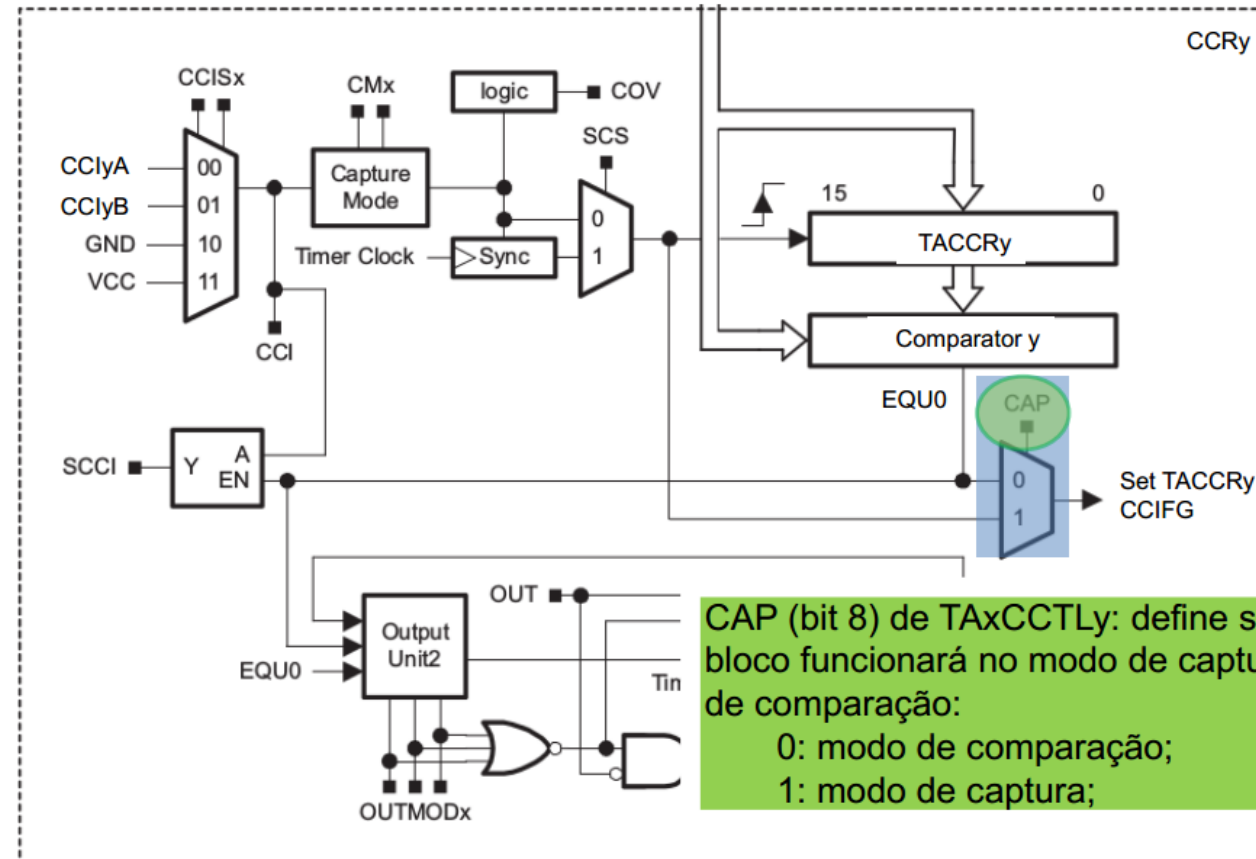 CCRy
CCISx
CMx
logic
COV
SCS
CCIyA
00
CCIyB
01
GND
10
VCC
11
Capture
Mode
Timer Clock
Sync
0
1
15
0
TACCRy
Comparator y
CCI
EQU0
CAP
SCCI
Y
A
EN
0
1
Set TACCRy
CCIFG
OUT
Output
Unit2
EQU0
OUTMODx
CAP (bit 8) de TAxCCTLy: define s
bloco funcionará no modo de captu
de comparação:
0: modo de comparação;
1: modo de captura;